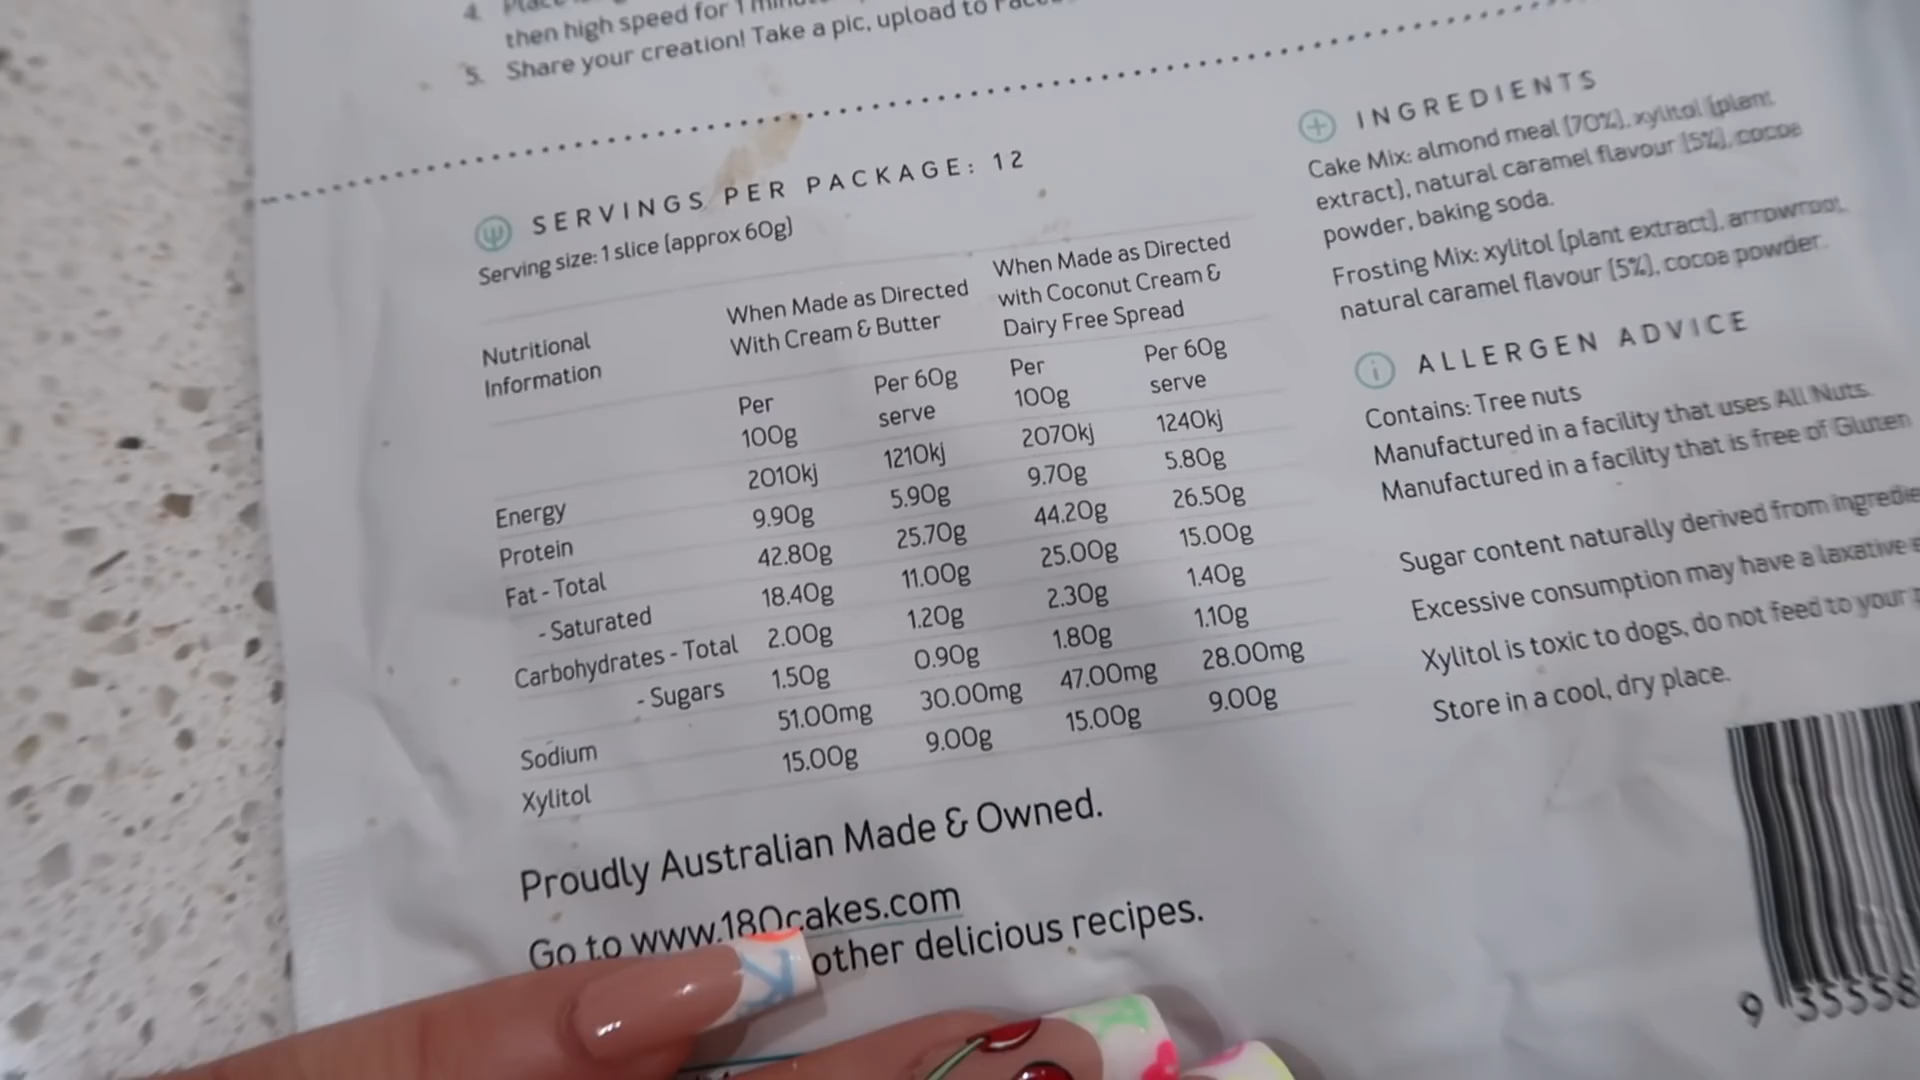 4. Place
then high speed for 1 minute
5. Share your creation! Take a pic, upload to
SERVINGS PER PACKAGE: 12
Serving size: 1 slice (approx 60g)
Nutritional Information When Made as Directed With Cream & Butter When Made as Directed with Coconut Cream & Dairy Free Spread
Per 100g Per 60g serve Per 100g Per 60g serve
Energy 2010kj 1210kj 2070kj 1240kj
Protein 9.90g 5.90g 9.70g 5.80g
Fat - Total 42.80g 25.70g 44.20g 26.50g
- Saturated 18.40g 11.00g 25.00g 15.00g
Carbohydrates - Total 2.00g 1.20g 2.30g 1.40g
- Sugars 1.50g 0.90g 1.80g 1.10g
Sodium 51.00mg 30.00mg 47.00mg 28.00mg
Xylitol 15.00g 9.00g 15.00g 9.00g
Proudly Australian Made & Owned.
Go to www.180cakes.com
other delicious recipes.
INGREDIENTS
Cake Mix: almond meal (70%), xylitol (plant
extract), natural caramel flavour (5%), cocoa
powder, baking soda.
Frosting Mix: xylitol (plant extract), arrowroot,
natural caramel flavour (5%), cocoa powder.
ALLERGEN ADVICE
Contains: Tree nuts
Manufactured in a facility that uses All Nuts.
Manufactured in a facility that is free of Gluten
Sugar content naturally derived from
Excessive consumption may have a laxative
Xylitol is toxic to dogs, do not feed to your
Store in a cool, dry place.
9 355558